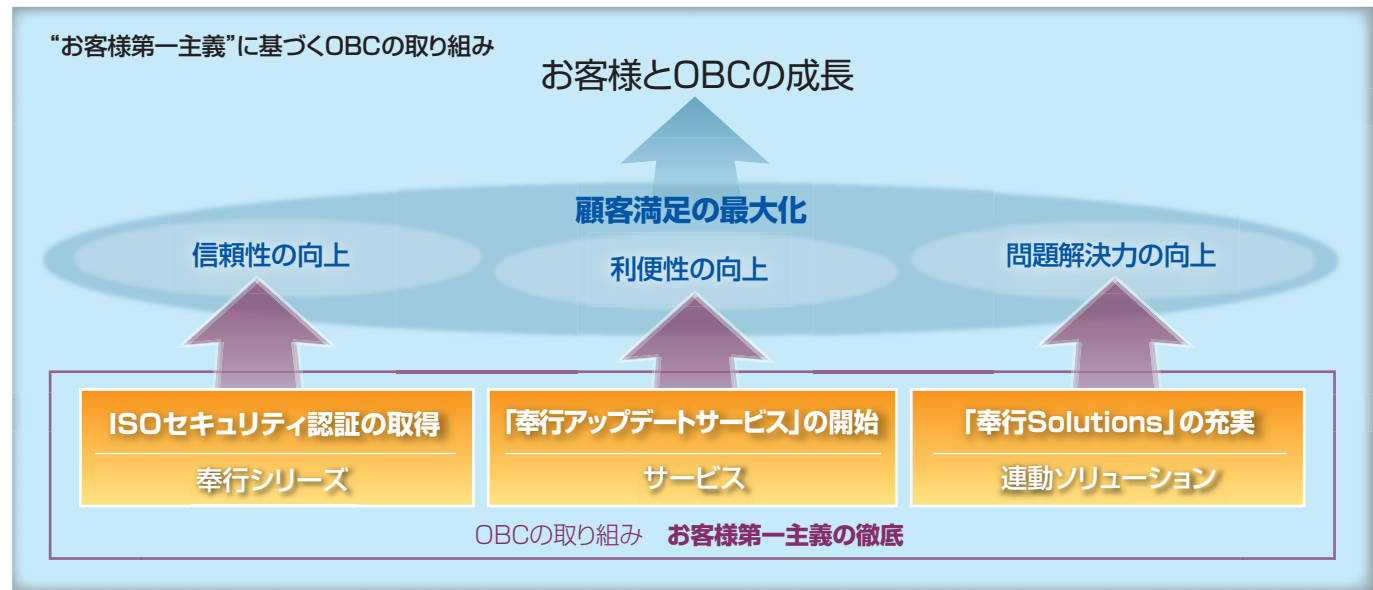 “お客様第一主義”に基づくOBCの取り組み
お客様とOBCの成長
顧客満足の最大化
信頼性の向上
利便性の向上
問題解決力の向上
ISOセキュリティ認証の取得
奉行シリーズ
「奉行アップデートサービス」の開始
サービス
「奉行Solutions」の充実
連動ソリューション
OBCの取り組み　お客様第一主義の徹底